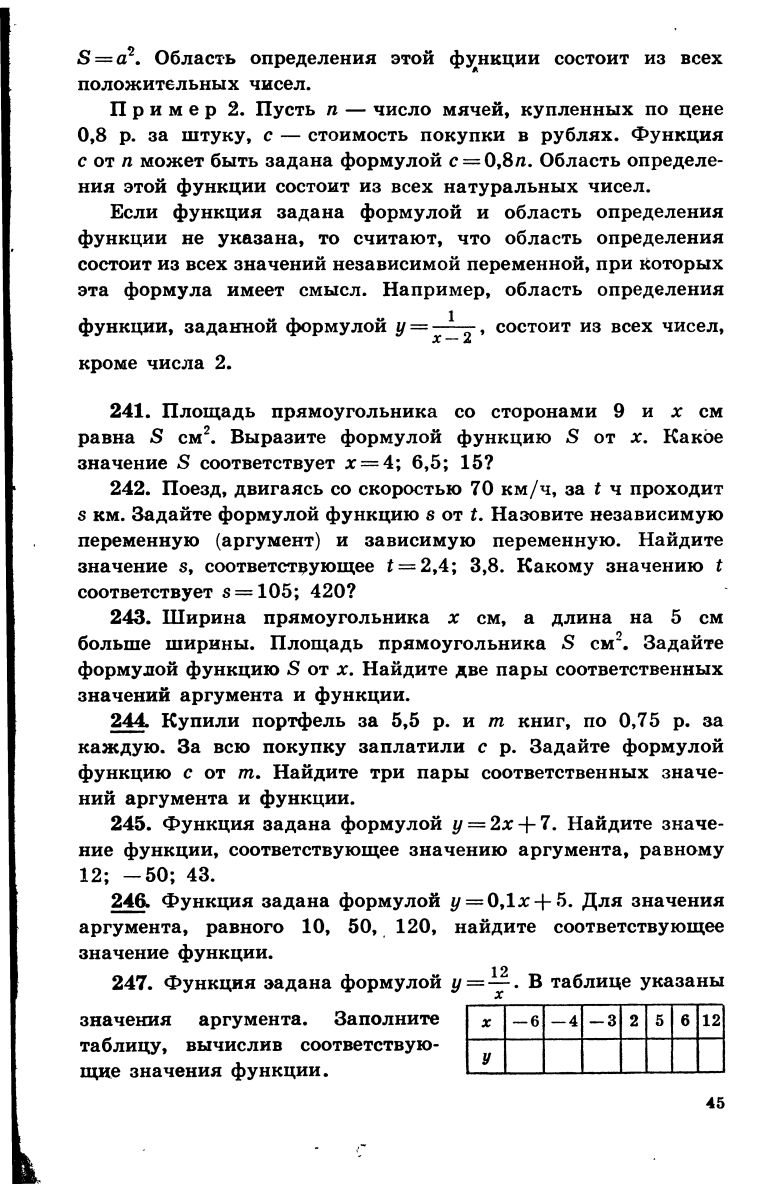 S = a². Область определения этой функции состоит из всех
положительных чисел.
Пример 2. Пусть n — число мячей, купленных по цене
0,8 р. за штуку, c — стоимость покупки в рублях. Функция
c от n может быть задана формулой c = 0,8n. Область определе-
ния этой функции состоит из всех натуральных чисел.
Если функция задана формулой и область определения
функции не указана, то считают, что область определения
состоит из всех значений независимой переменной, при которых
эта формула имеет смысл. Например, область определения
функции, заданной формулой y = 1/(x − 2), состоит из всех чисел,
кроме числа 2.
241. Площадь прямоугольника со сторонами 9 и x см
равна S см². Выразите формулой функцию S от x. Какое
значение S соответствует x = 4; 6,5; 15?
242. Поезд, двигаясь со скоростью 70 км/ч, за t ч проходит
s км. Задайте формулой функцию s от t. Назовите независимую
переменную (аргумент) и зависимую переменную. Найдите
значение s, соответствующее t = 2,4; 3,8. Какому значению t
соответствует s = 105; 420?
243. Ширина прямоугольника x см, а длина на 5 см
больше ширины. Площадь прямоугольника S см². Задайте
формулой функцию S от x. Найдите две пары соответственных
значений аргумента и функции.
244. Купили портфель за 5,5 р. и m книг, по 0,75 р. за
каждую. За всю покупку заплатили c р. Задайте формулой
функцию c от m. Найдите три пары соответственных значе-
ний аргумента и функции.
245. Функция задана формулой y = 2x + 7. Найдите значе-
ние функции, соответствующее значению аргумента, равному
12; −50; 43.
246. Функция задана формулой y = 0,1x + 5. Для значения
аргумента, равного 10, 50, 120, найдите соответствующее
значение функции.
247. Функция задана формулой y = 12/x. В таблице указаны
значения аргумента. Заполните
таблицу, вычислив соответствую-
щие значения функции.
x −6 −4 −3 2 5 6 12
y
45